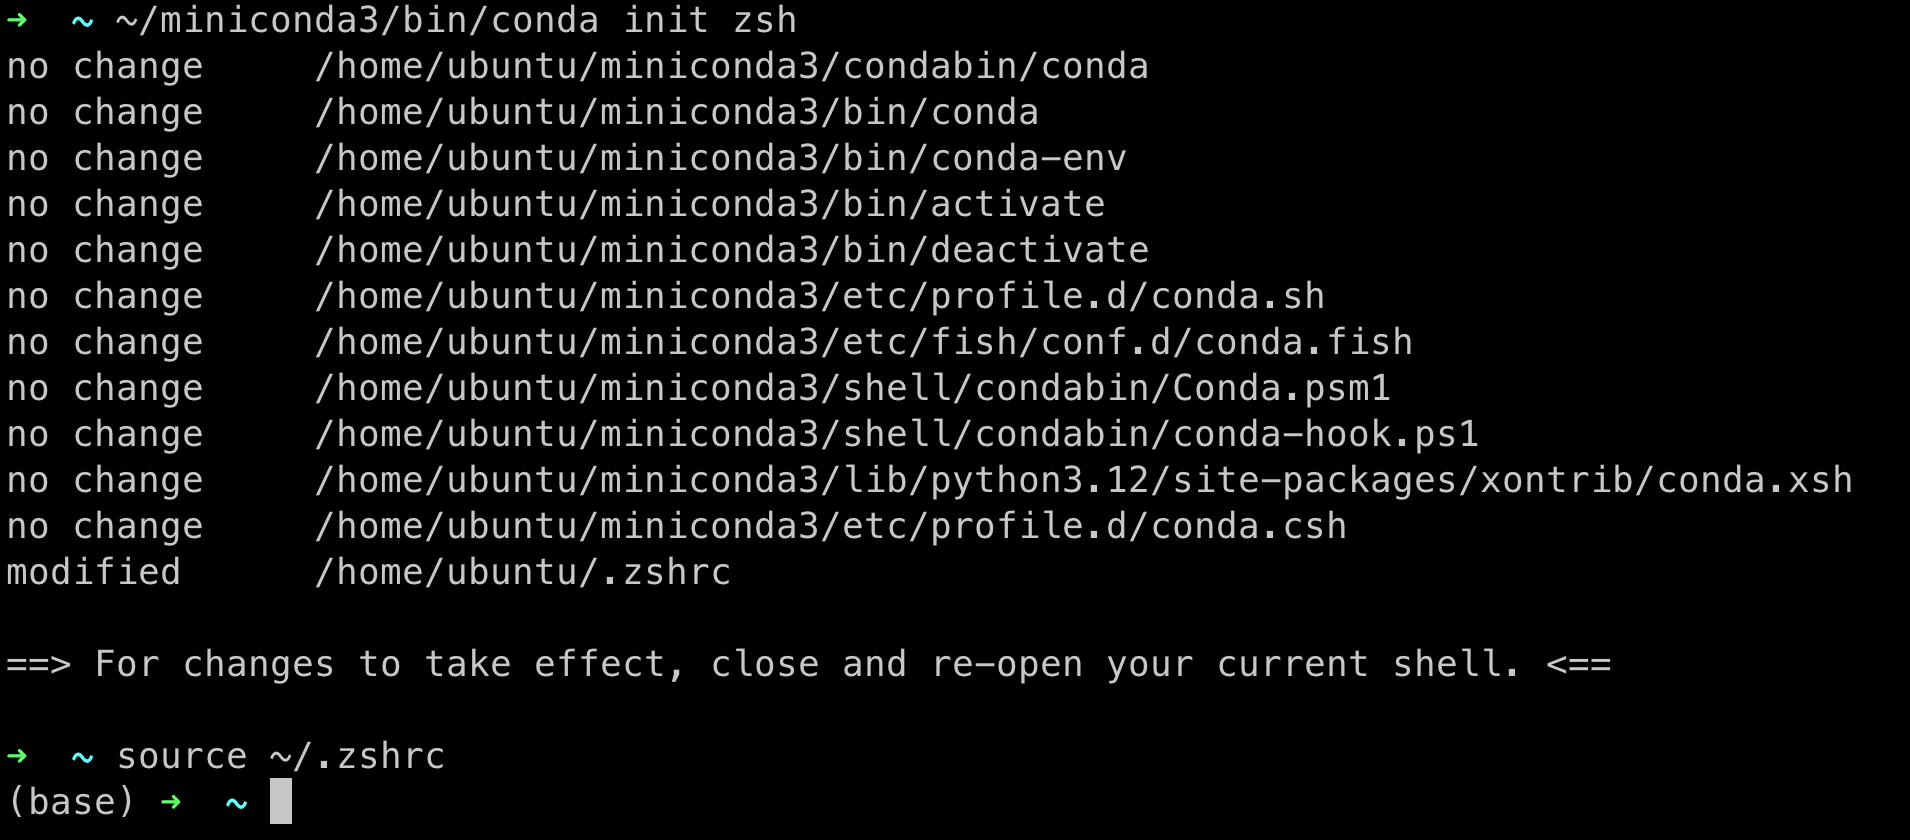 ➜  ~ ~/miniconda3/bin/conda init zsh
no change     /home/ubuntu/miniconda3/condabin/conda
no change     /home/ubuntu/miniconda3/bin/conda
no change     /home/ubuntu/miniconda3/bin/conda-env
no change     /home/ubuntu/miniconda3/bin/activate
no change     /home/ubuntu/miniconda3/bin/deactivate
no change     /home/ubuntu/miniconda3/etc/profile.d/conda.sh
no change     /home/ubuntu/miniconda3/etc/fish/conf.d/conda.fish
no change     /home/ubuntu/miniconda3/shell/condabin/Conda.psm1
no change     /home/ubuntu/miniconda3/shell/condabin/conda-hook.ps1
no change     /home/ubuntu/miniconda3/lib/python3.12/site-packages/xontrib/conda.xsh
no change     /home/ubuntu/miniconda3/etc/profile.d/conda.csh
modified      /home/ubuntu/.zshrc
==> For changes to take effect, close and re-open your current shell. <==
➜  ~ source ~/.zshrc
(base) ➜  ~